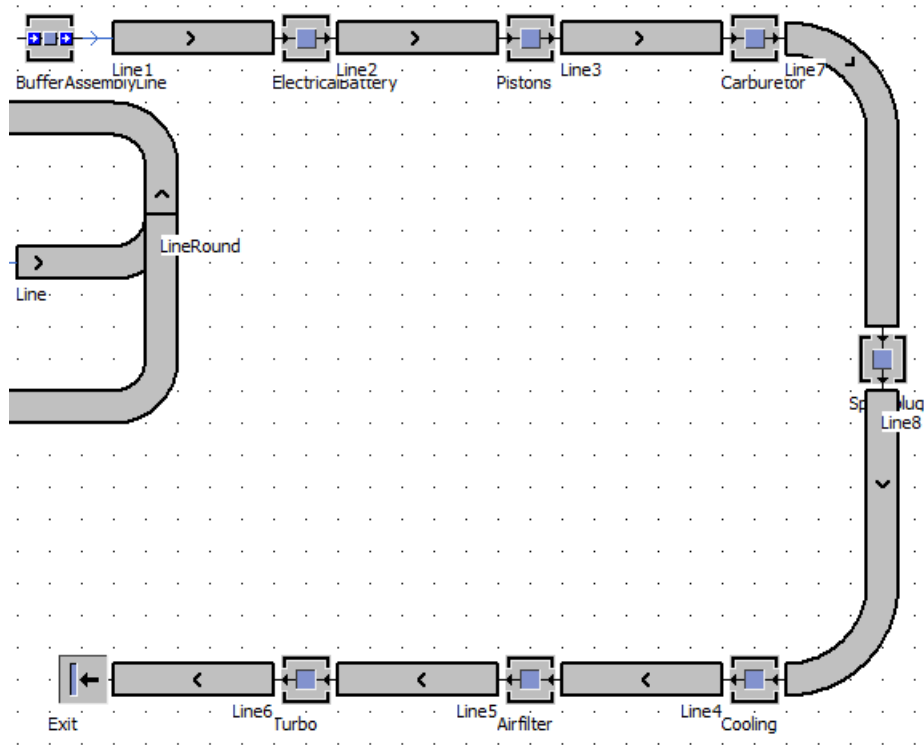 Line1
Line2
Line3
Line7
BufferAssemblyLine
ElectricalBattery
Pistons
Carburetor
LineRound
Line
Line8
Line6
Line5
Line4
Exit
Turbo
Airfilter
Cooling